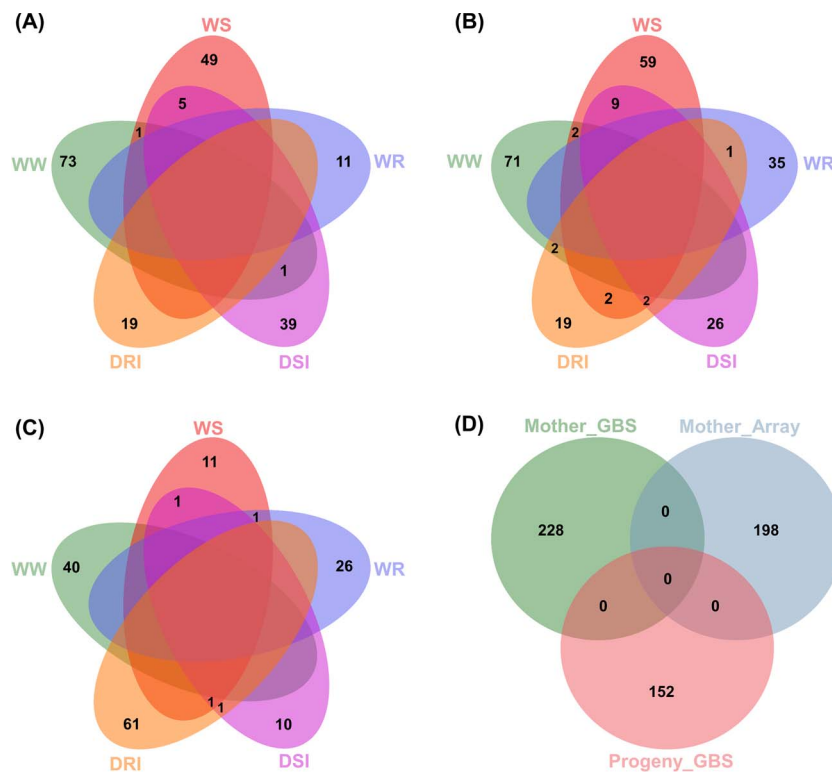 (A)
WS
49
5
1
WW
73
11
WR
1
19
39
DRI
DSI
(B)
WS
59
9
2
1
WW
71
35
WR
2
2
2
19
26
DRI
DSI
(C)
WS
11
1
1
WW
40
26
WR
1
1
61
10
DRI
DSI
(D)
Mother_GBS
Mother_Array
0
228
198
0
0
0
152
Progeny_GBS